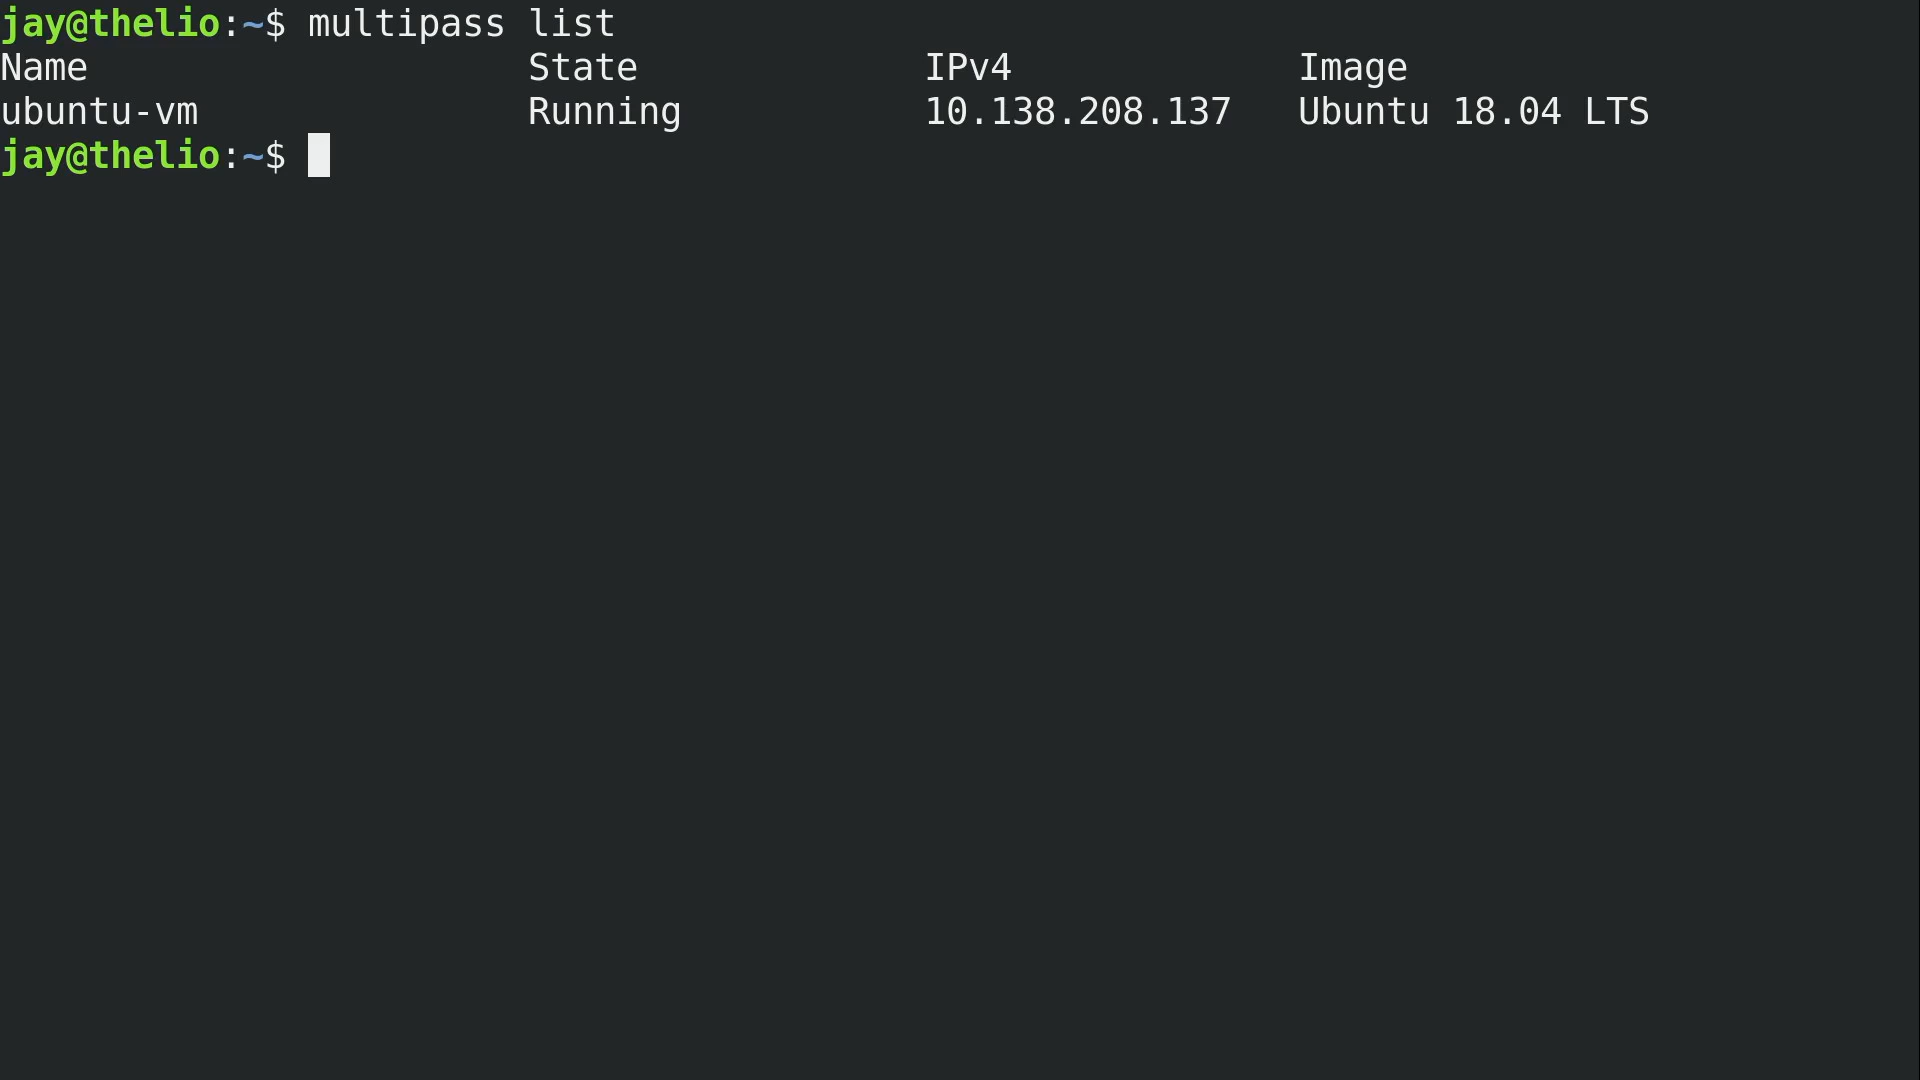 jay@thelio:~$ multipass list
Name                    State             IPv4             Image
ubuntu-vm               Running           10.138.208.137   Ubuntu 18.04 LTS
jay@thelio:~$